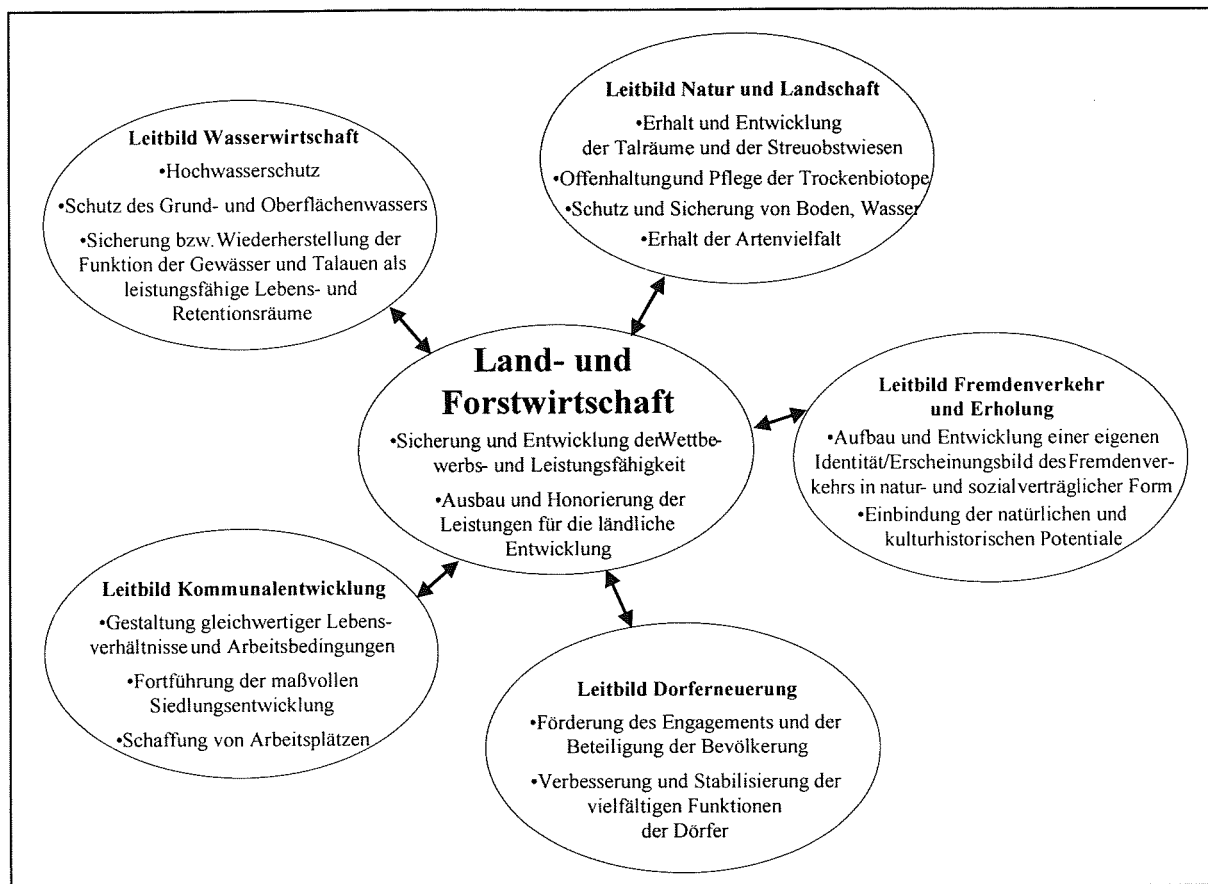 Leitbild Wasserwirtschaft
•Hochwasserschutz
•Schutz des Grund- und Oberflächenwassers
•Sicherung bzw. Wiederherstellung der
Funktion der Gewässer und Talauen als
leistungsfähige Lebens- und
Retentionsräume
Leitbild Natur und Landschaft
•Erhalt und Entwicklung
der Talräume und der Streuobstwiesen
•Offenhaltung und Pflege der Trockenbiotope
•Schutz und Sicherung von Boden, Wasser
•Erhalt der Artenvielfalt
Land- und
Forstwirtschaft
•Sicherung und Entwicklung der Wettbe-
werbs- und Leistungsfähigkeit
•Ausbau und Honorierung der
Leistungen für die ländliche
Entwicklung
Leitbild Fremdenverkehr
und Erholung
•Aufbau und Entwicklung einer eigenen
Identität/Erscheinungsbild des Fremdenver-
kehrs in natur- und sozialverträglicher Form
•Einbindung der natürlichen und
kulturhistorischen Potentiale
Leitbild Kommunalentwicklung
•Gestaltung gleichwertiger Lebens-
verhältnisse und Arbeitsbedingungen
•Fortführung der maßvollen
Siedlungsentwicklung
•Schaffung von Arbeitsplätzen
Leitbild Dorferneuerung
•Förderung des Engagements und der
Beteiligung der Bevölkerung
•Verbesserung und Stabilisierung der
vielfältigen Funktionen
der Dörfer